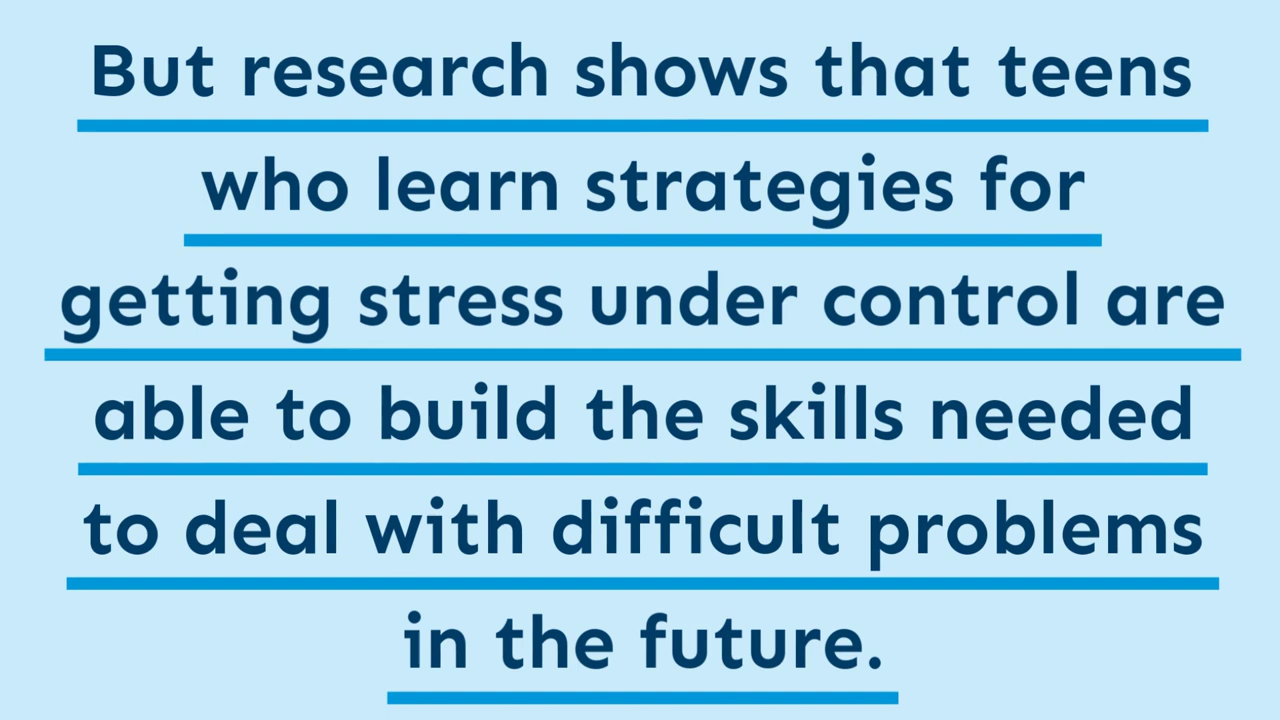 But research shows that teens
who learn strategies for
getting stress under control are
able to build the skills needed
to deal with difficult problems
in the future.